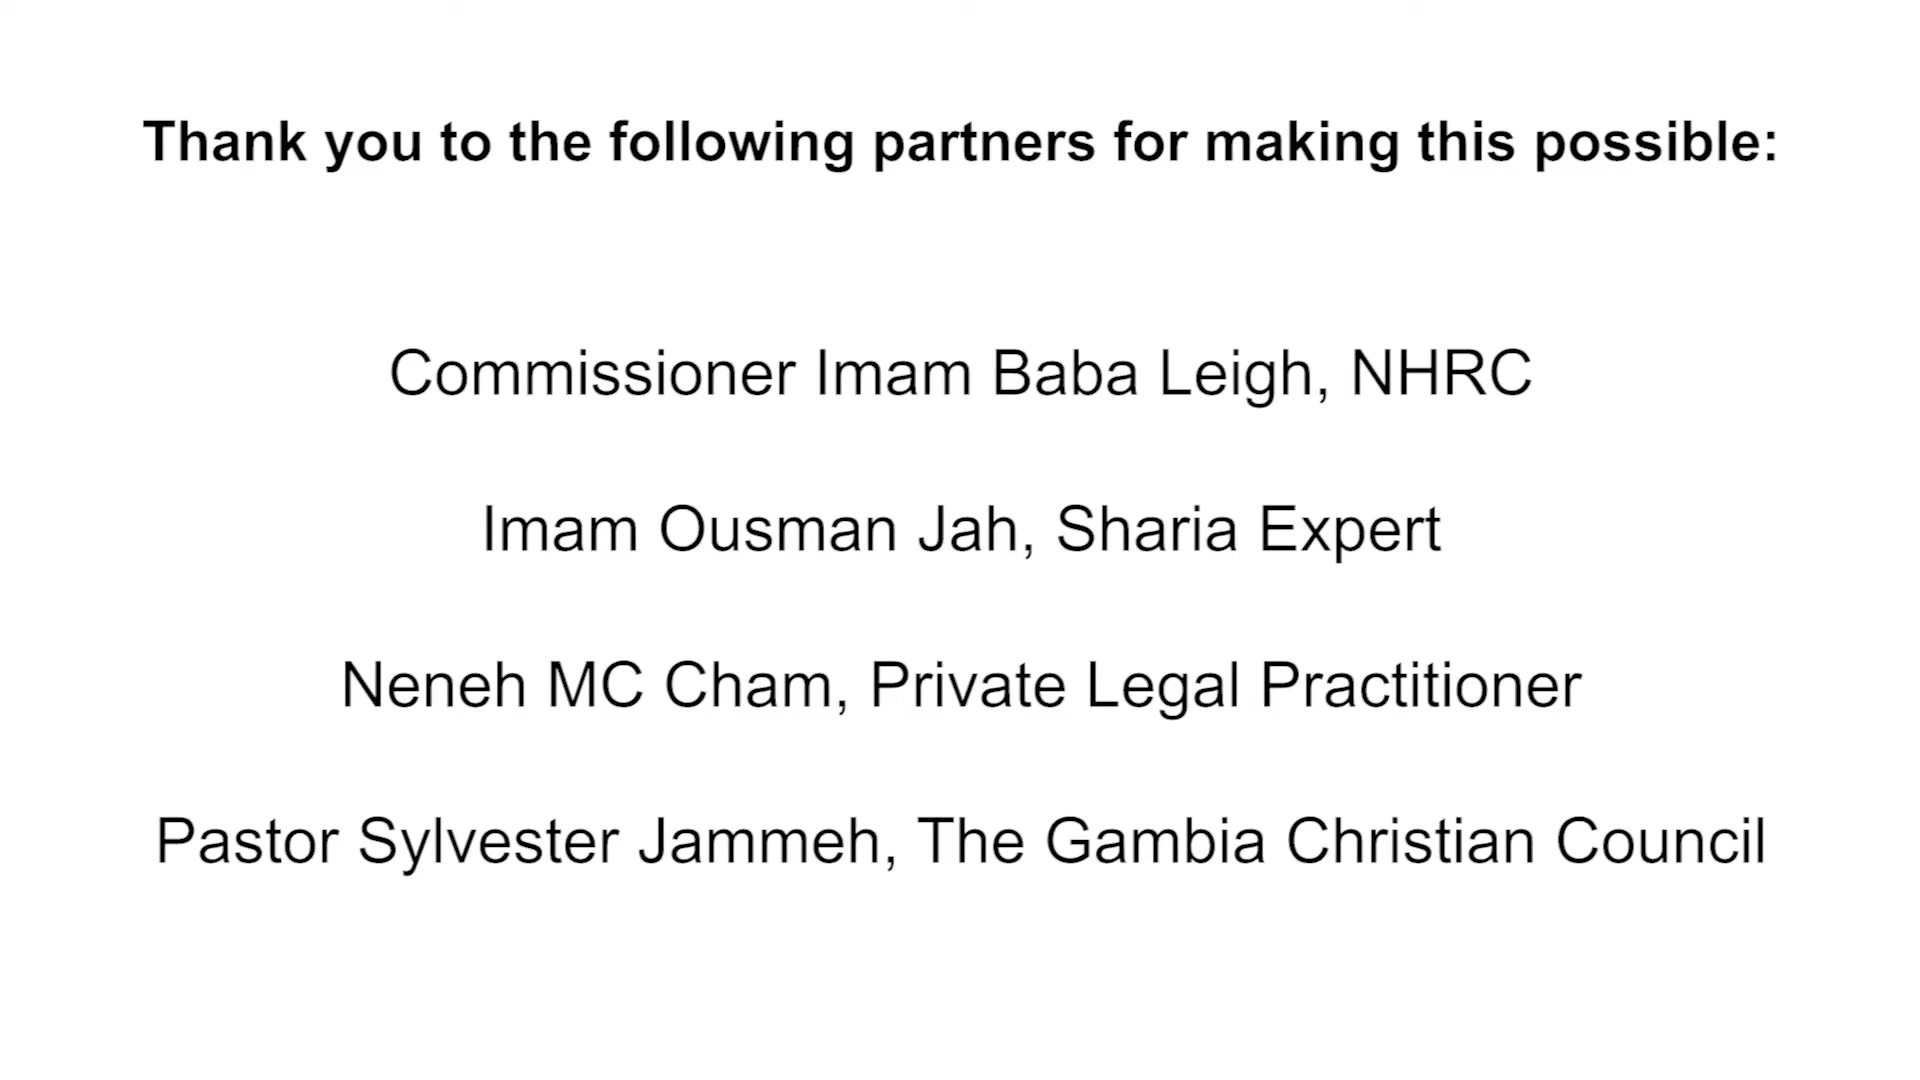 Thank you to the following partners for making this possible:
Commissioner Imam Baba Leigh, NHRC
Imam Ousman Jah, Sharia Expert
Neneh MC Cham, Private Legal Practitioner
Pastor Sylvester Jammeh, The Gambia Christian Council